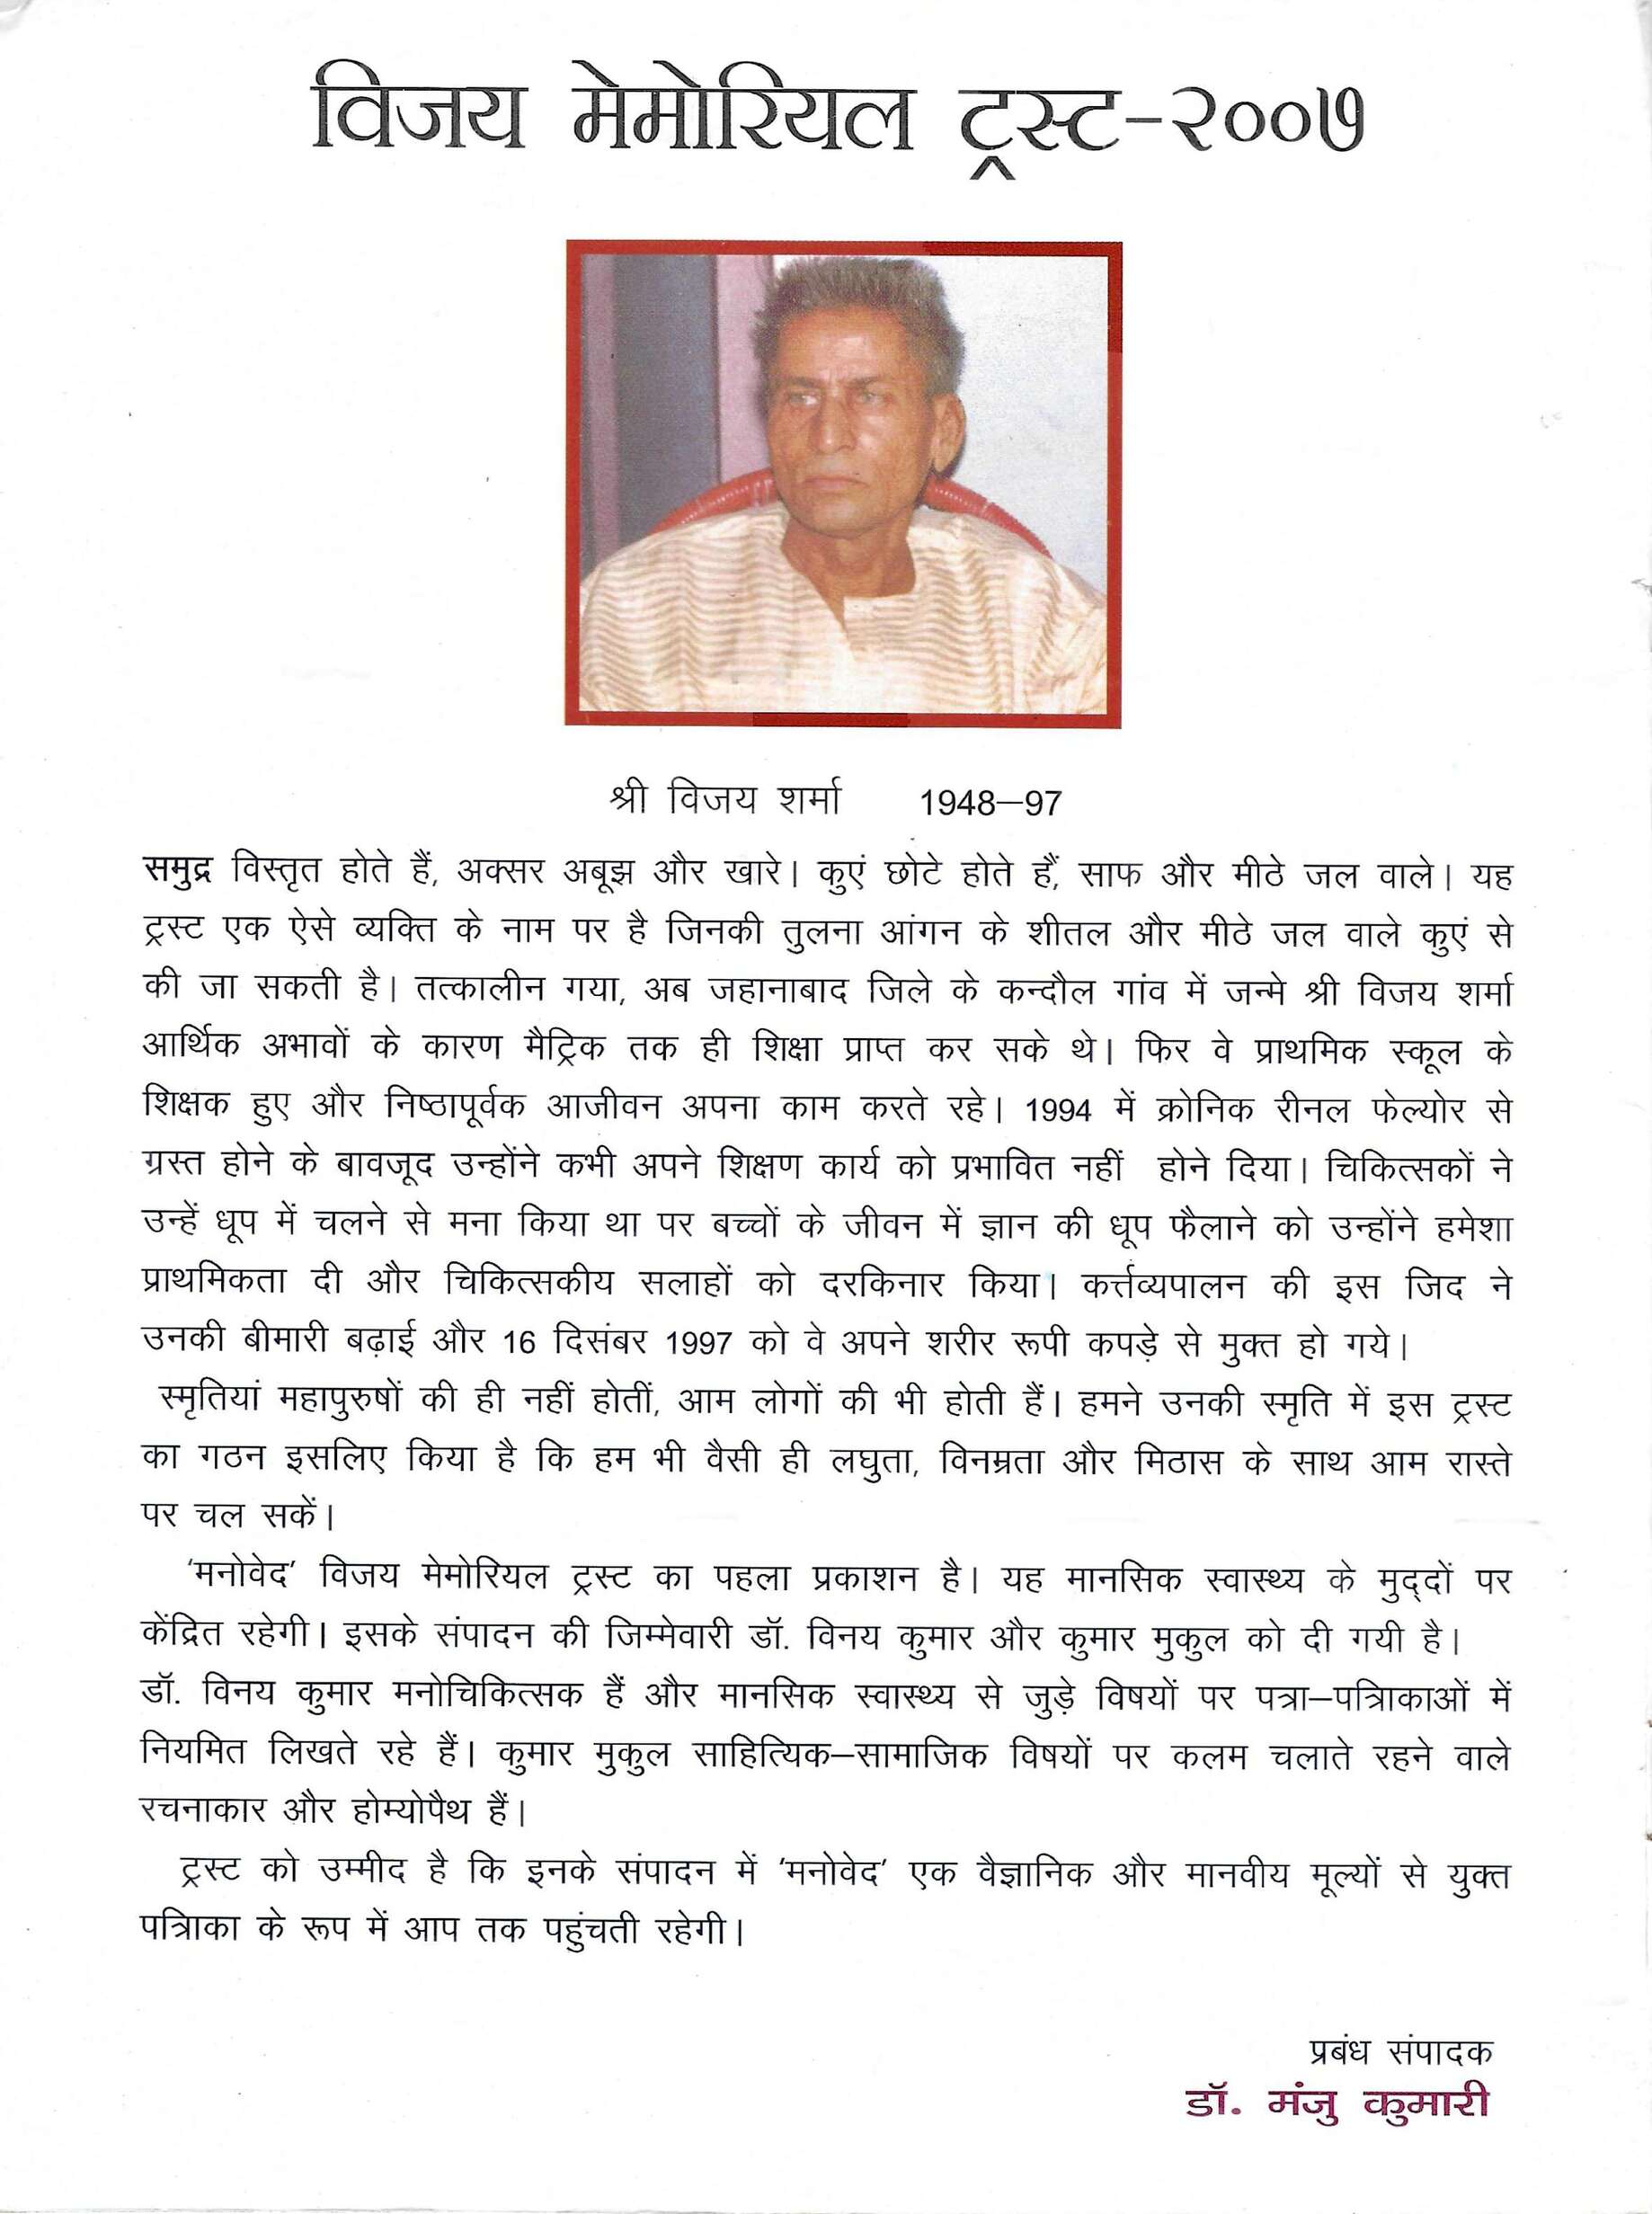 विजय मेमोरियल ट्रस्ट-२००७
श्री विजय शर्मा 1948–97
समुद्र विस्तृत होते हैं, अक्सर अबूझ और खारे। कुएं छोटे होते हैं, साफ और मीठे जल वाले। यह
ट्रस्ट एक ऐसे व्यक्ति के नाम पर है जिनकी तुलना आंगन के शीतल और मीठे जल वाले कुएं से
की जा सकती है। तत्कालीन गया, अब जहानाबाद जिले के कन्दौल गांव में जन्मे श्री विजय शर्मा
आर्थिक अभावों के कारण मैट्रिक तक ही शिक्षा प्राप्त कर सके थे। फिर वे प्राथमिक स्कूल के
शिक्षक हुए और निष्ठापूर्वक आजीवन अपना काम करते रहे। 1994 में क्रोनिक रीनल फेल्योर से
ग्रस्त होने के बावजूद उन्होंने कभी अपने शिक्षण कार्य को प्रभावित नहीं होने दिया। चिकित्सकों ने
उन्हें धूप में चलने से मना किया था पर बच्चों के जीवन में ज्ञान की धूप फैलाने को उन्होंने हमेशा
प्राथमिकता दी और चिकित्सकीय सलाहों को दरकिनार किया। कर्त्तव्यपालन की इस जिद ने
उनकी बीमारी बढ़ाई और 16 दिसंबर 1997 को वे अपने शरीर रूपी कपड़े से मुक्त हो गये।
स्मृतियां महापुरुषों की ही नहीं होतीं, आम लोगों की भी होती हैं। हमने उनकी स्मृति में इस ट्रस्ट
का गठन इसलिए किया है कि हम भी वैसी ही लघुता, विनम्रता और मिठास के साथ आम रास्ते
पर चल सकें।
'मनोवेद' विजय मेमोरियल ट्रस्ट का पहला प्रकाशन है। यह मानसिक स्वास्थ्य के मुद्‌दों पर
केंद्रित रहेगी। इसके संपादन की जिम्मेवारी डॉ. विनय कुमार और कुमार मुकुल को दी गयी है।
डॉ. विनय कुमार मनोचिकित्सक हैं और मानसिक स्वास्थ्य से जुड़े विषयों पर पत्रा–पत्रिाकाओं में
नियमित लिखते रहे हैं। कुमार मुकुल साहित्यिक–सामाजिक विषयों पर कलम चलाते रहने वाले
रचनाकार और होम्योपैथ हैं।
ट्रस्ट को उम्मीद है कि इनके संपादन में 'मनोवेद' एक वैज्ञानिक और मानवीय मूल्यों से युक्त
पत्रिाका के रूप में आप तक पहुंचती रहेगी।
प्रबंध संपादक
डॉ. मंजु कुमारी